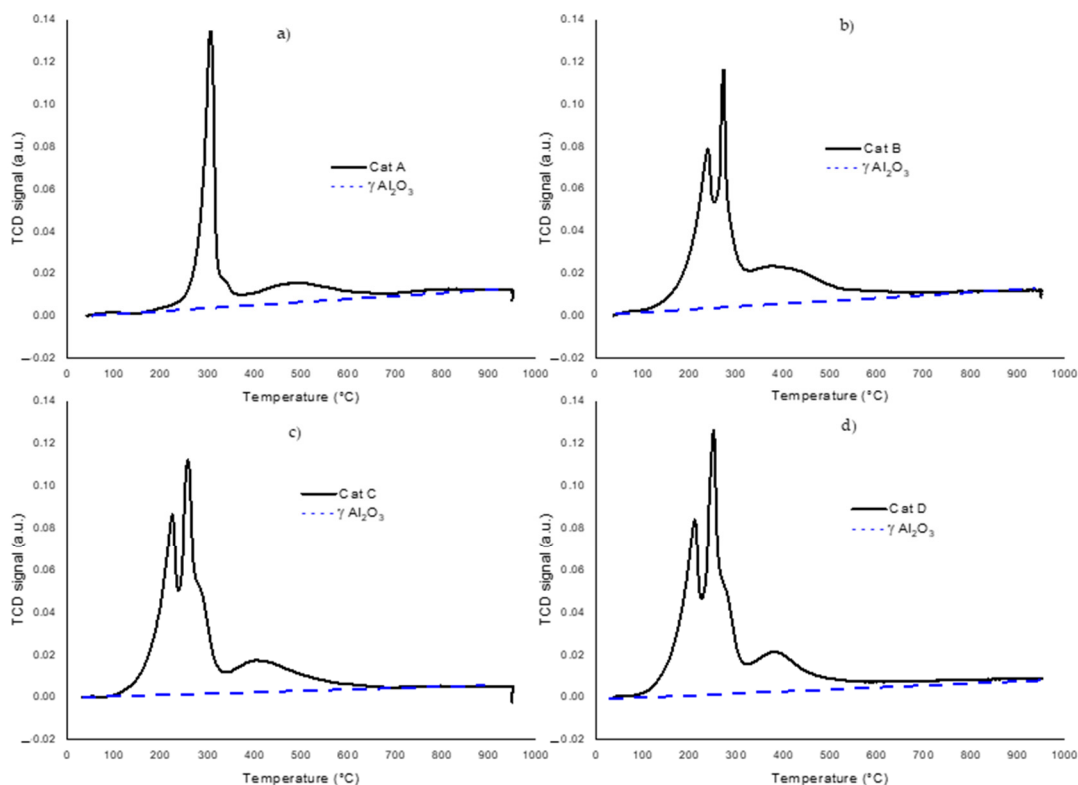 a)
0.14
0.12
0.10
0.08
0.06
0.04
0.02
0.00
–0.02
TCD signal (a.u.)
Cat A
γ Al₂O₃
0 100 200 300 400 500 600 700 800 900 1000
Temperature (°C)
b)
0.14
0.12
0.10
0.08
0.06
0.04
0.02
0.00
–0.02
TCD signal (a.u.)
Cat B
γ Al₂O₃
0 100 200 300 400 500 600 700 800 900 1000
Temperature (°C)
c)
0.14
0.12
0.10
0.08
0.06
0.04
0.02
0.00
–0.02
TCD signal (a.u.)
Cat C
γ Al₂O₃
0 100 200 300 400 500 600 700 800 900 1000
Temperature (°C)
d)
0.14
0.12
0.10
0.08
0.06
0.04
0.02
0.00
–0.02
TCD signal (a.u.)
Cat D
γ Al₂O₃
0 100 200 300 400 500 600 700 800 900 1000
Temperature (°C)